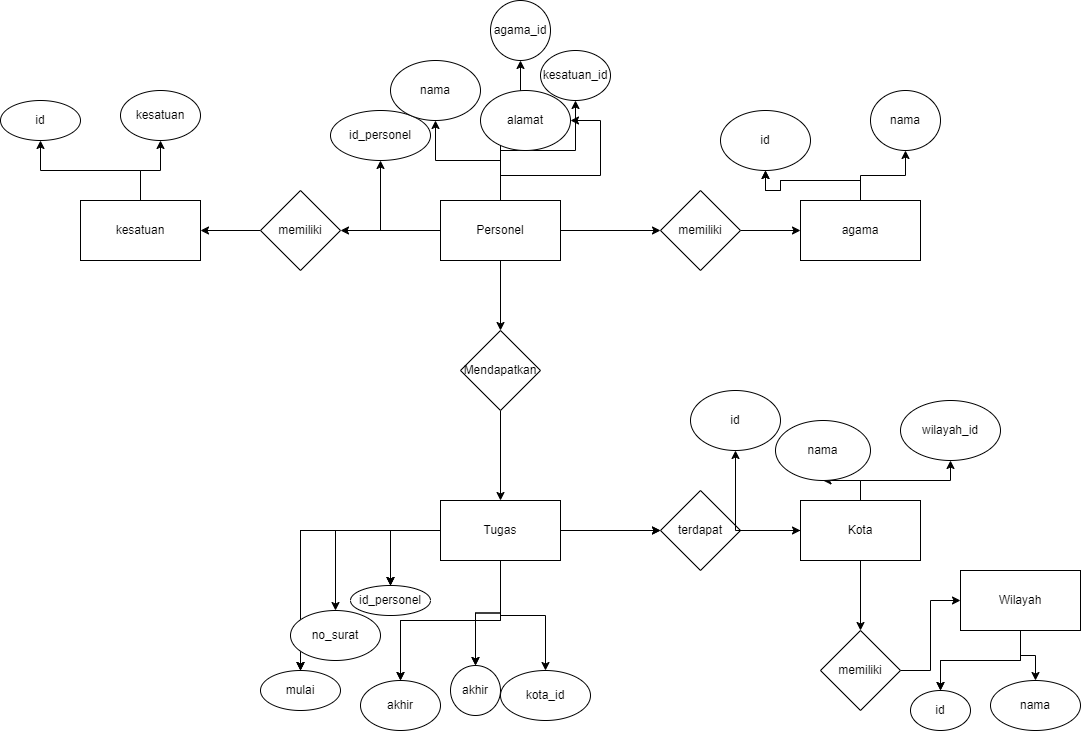 agama_id
kesatuan_id
nama
alamat
id_personel
id
kesatuan
id
nama
kesatuan
memiliki
Personel
memiliki
agama
Mendapatkan
id
nama
wilayah_id
Tugas
terdapat
Kota
id_personel
no_surat
mulai
akhir
akhir
kota_id
memiliki
Wilayah
id
nama